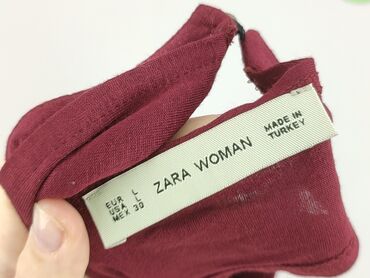 EUR L
USA L
MEX 30
ZARA WOMAN
MADE IN
TURKEY